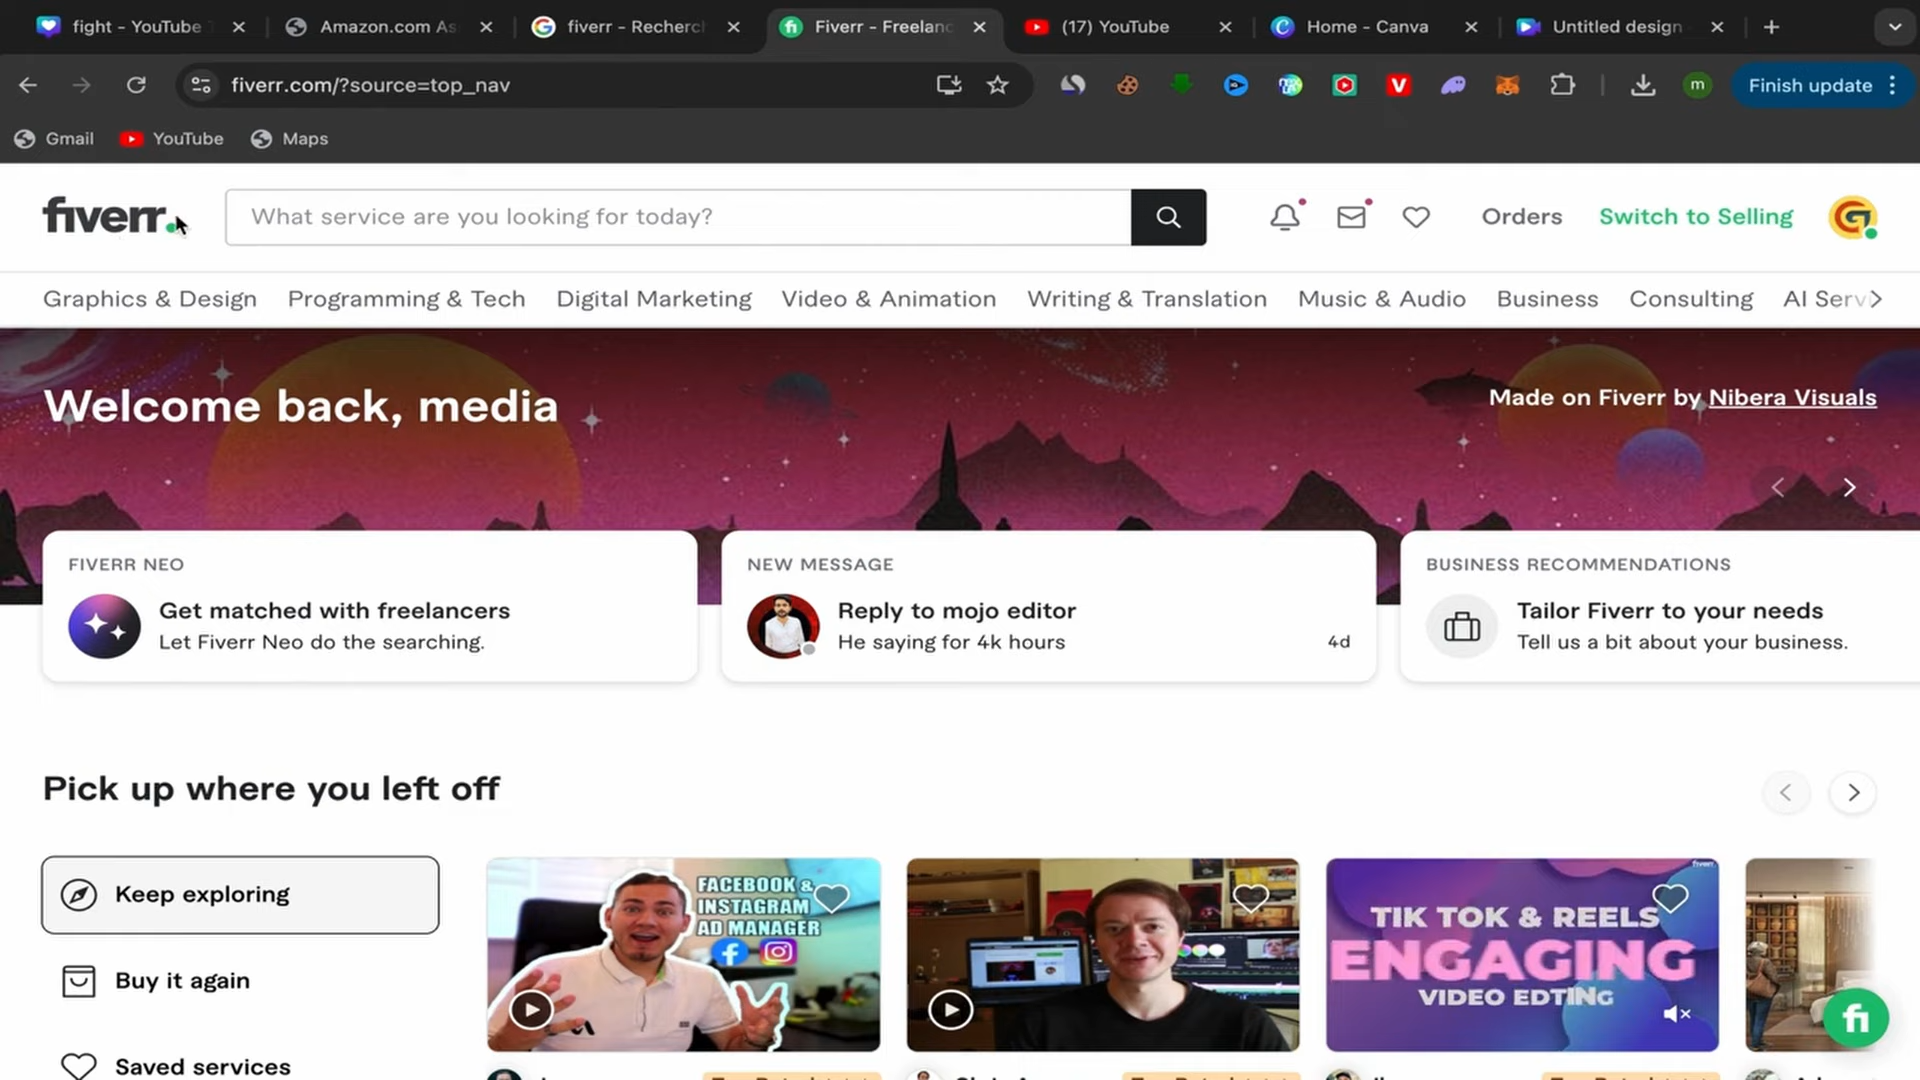 fight - YouTube
Amazon.com As
fiverr - Recherch
Fiverr - Freelanc
(17) YouTube
Home - Canva
Untitled design
fiverr.com/?source=top_nav
m
Finish update
Gmail
YouTube
Maps
fiverr.
What service are you looking for today?
Orders
Switch to Selling
Graphics & Design
Programming & Tech
Digital Marketing
Video & Animation
Writing & Translation
Music & Audio
Business
Consulting
AI Serv
Welcome back, media
Made on Fiverr by Nibera Visuals
FIVERR NEO
Get matched with freelancers
Let Fiverr Neo do the searching.
NEW MESSAGE
Reply to mojo editor
He saying for 4k hours
4d
BUSINESS RECOMMENDATIONS
Tailor Fiverr to your needs
Tell us a bit about your business.
Pick up where you left off
Keep exploring
Buy it again
Saved services
FACEBOOK &
INSTAGRAM
AD MANAGER
fiverr
TIK TOK & REELS
ENGAGING
VIDEO EDTING
fi